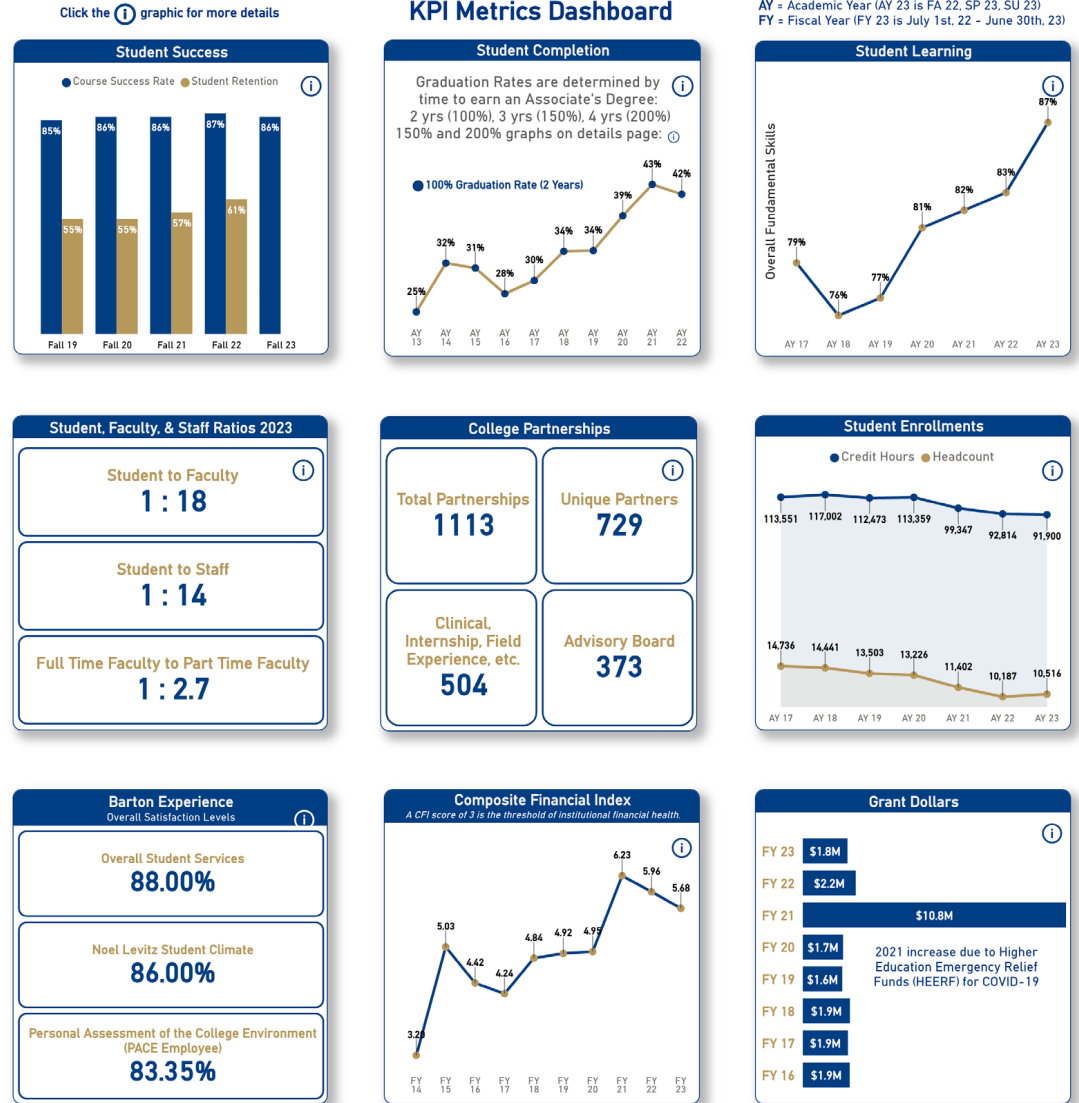 Click the i graphic for more details
KPI Metrics Dashboard
AY = Academic Year (AY 23 is FA 22, SP 23, SU 23)
FY = Fiscal Year (FY 23 is July 1st, 22 - June 30th, 23)
Student Success
Course Success Rate Student Retention
i
85% 86% 86% 87% 86%
55% 55% 57% 61%
Fall 19 Fall 20 Fall 21 Fall 22 Fall 23
Student Completion
Graduation Rates are determined by
time to earn an Associate's Degree:
2 yrs (100%), 3 yrs (150%), 4 yrs (200%)
150% and 200% graphs on details page: i
i
100% Graduation Rate (2 Years)
25% 32% 31% 28% 30% 34% 34% 39% 43% 42%
AY AY AY AY AY AY AY AY AY AY
13 14 15 16 17 18 19 20 21 22
Student Learning
i
Overall Fundamental Skills
79% 76% 77% 81% 82% 83% 87%
AY 17 AY 18 AY 19 AY 20 AY 21 AY 22 AY 23
Student, Faculty, & Staff Ratios 2023
i
Student to Faculty
1 : 18
Student to Staff
1 : 14
Full Time Faculty to Part Time Faculty
1 : 2.7
College Partnerships
i
Total Partnerships
1113
Unique Partners
729
Clinical,
Internship, Field
Experience, etc.
504
Advisory Board
373
Student Enrollments
Credit Hours Headcount
i
113,551 117,002 112,473 113,359 99,347 92,814 91,900
14,736 14,441 13,503 13,226 11,402 10,187 10,516
AY 17 AY 18 AY 19 AY 20 AY 21 AY 22 AY 23
Barton Experience
Overall Satisfaction Levels
i
Overall Student Services
88.00%
Noel Levitz Student Climate
86.00%
Personal Assessment of the College Environment
(PACE Employee)
83.35%
Composite Financial Index
A CFI score of 3 is the threshold of institutional financial health.
i
3.20 5.03 4.42 4.24 4.84 4.92 4.95 6.23 5.96 5.68
FY FY FY FY FY FY FY FY FY FY
14 15 16 17 18 19 20 21 22 23
Grant Dollars
i
FY 23 $1.8M
FY 22 $2.2M
FY 21 $10.8M
FY 20 $1.7M
FY 19 $1.6M
FY 18 $1.9M
FY 17 $1.9M
FY 16 $1.9M
2021 increase due to Higher
Education Emergency Relief
Funds (HEERF) for COVID-19